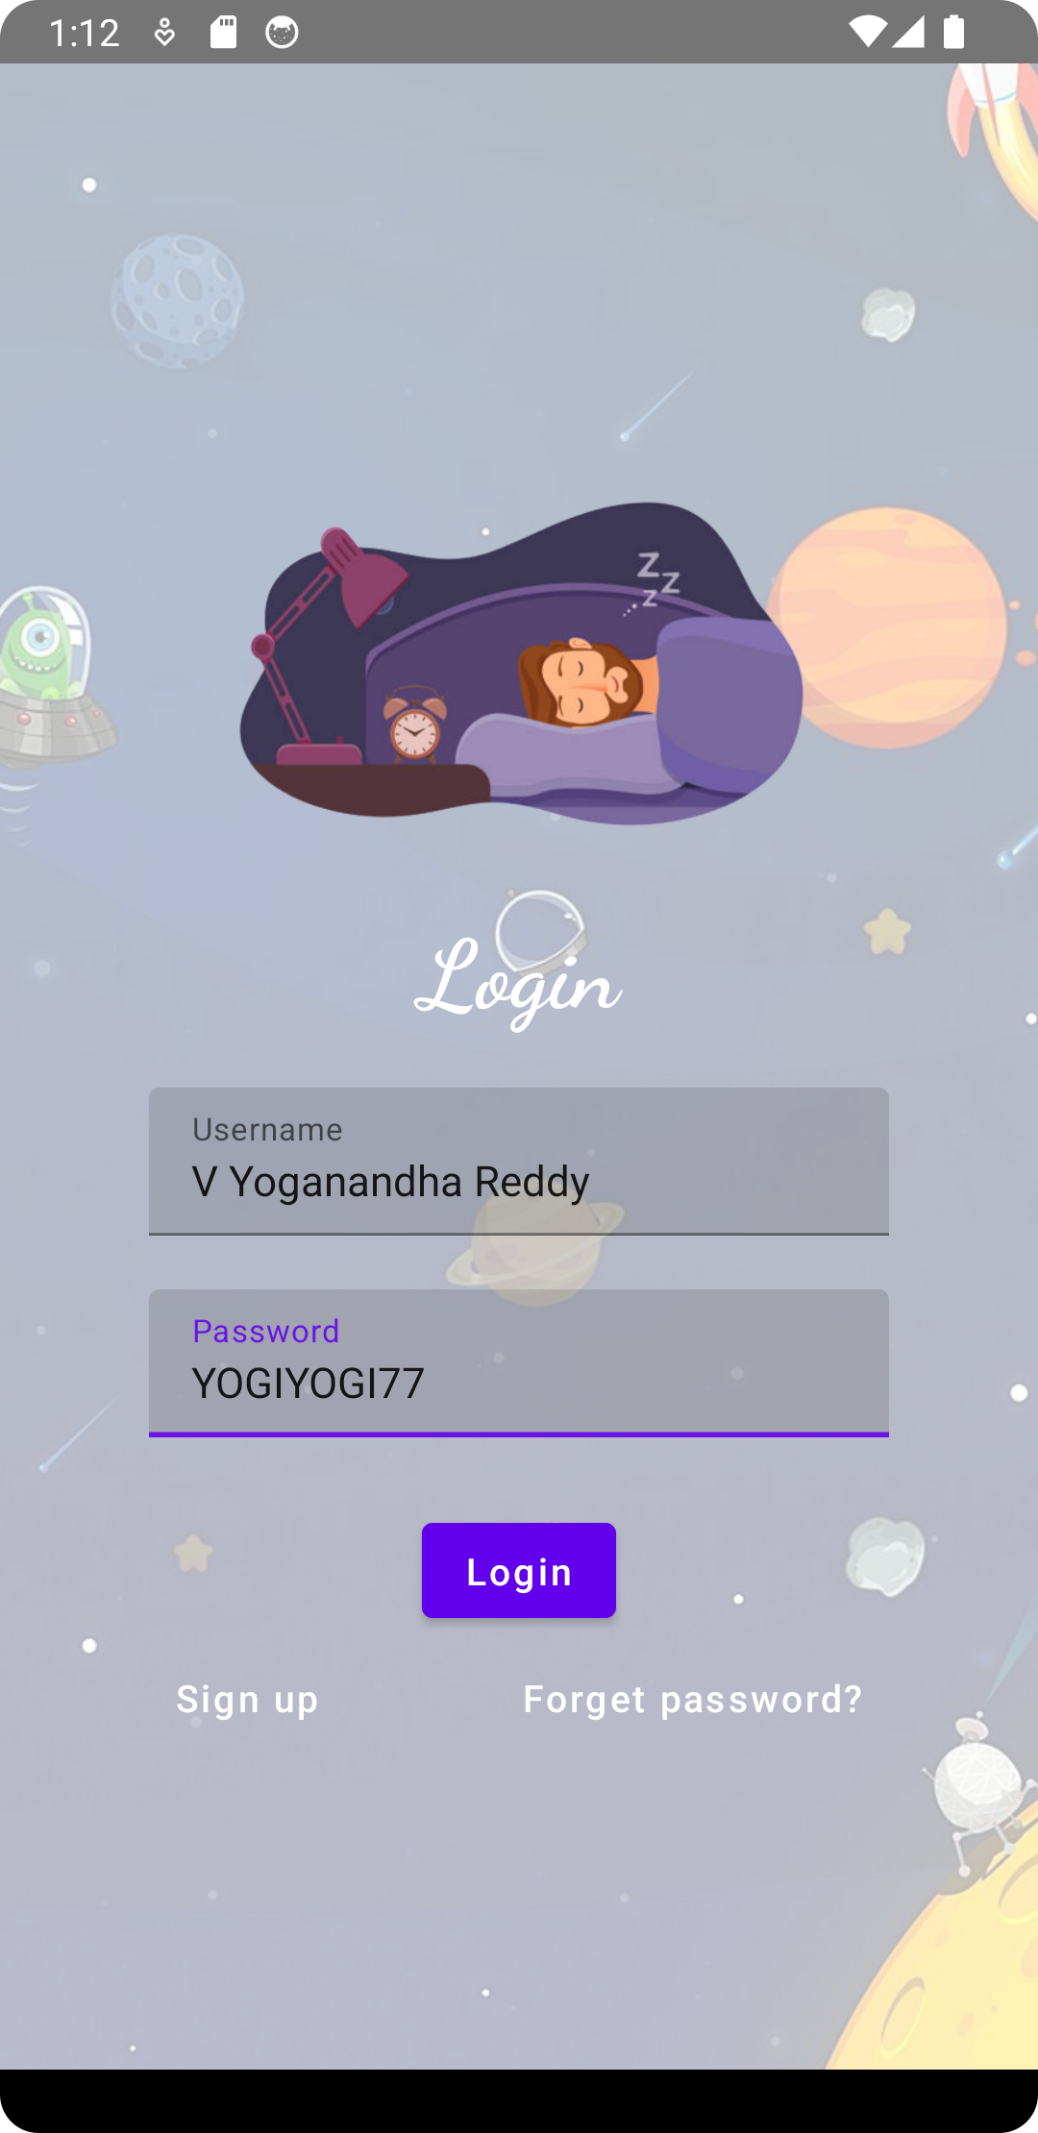 1:12
z
z
z
Login
Username
V Yoganandha Reddy
Password
YOGIYOGI77
Login
Sign up
Forget password?